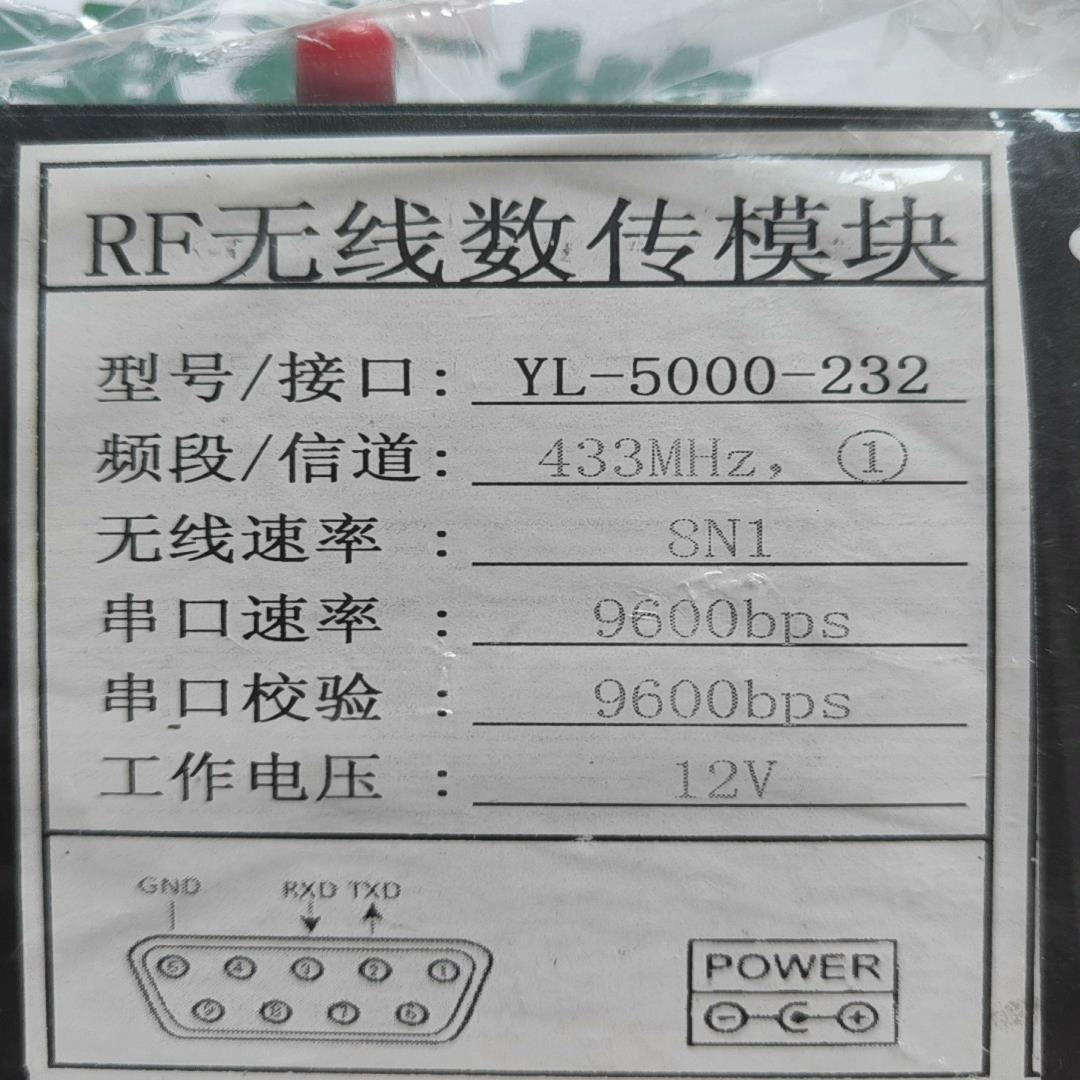 RF无线数传模块
型号/接口: YL-5000-232
频段/信道: 433MHz, ①
无线速率 : 8N1
串口速率 : 9600bps
串口校验 : 9600bps
工作电压 : 12V
GND RXD TXD
5 4 3 2 1
9 8 7 6
POWER
- +